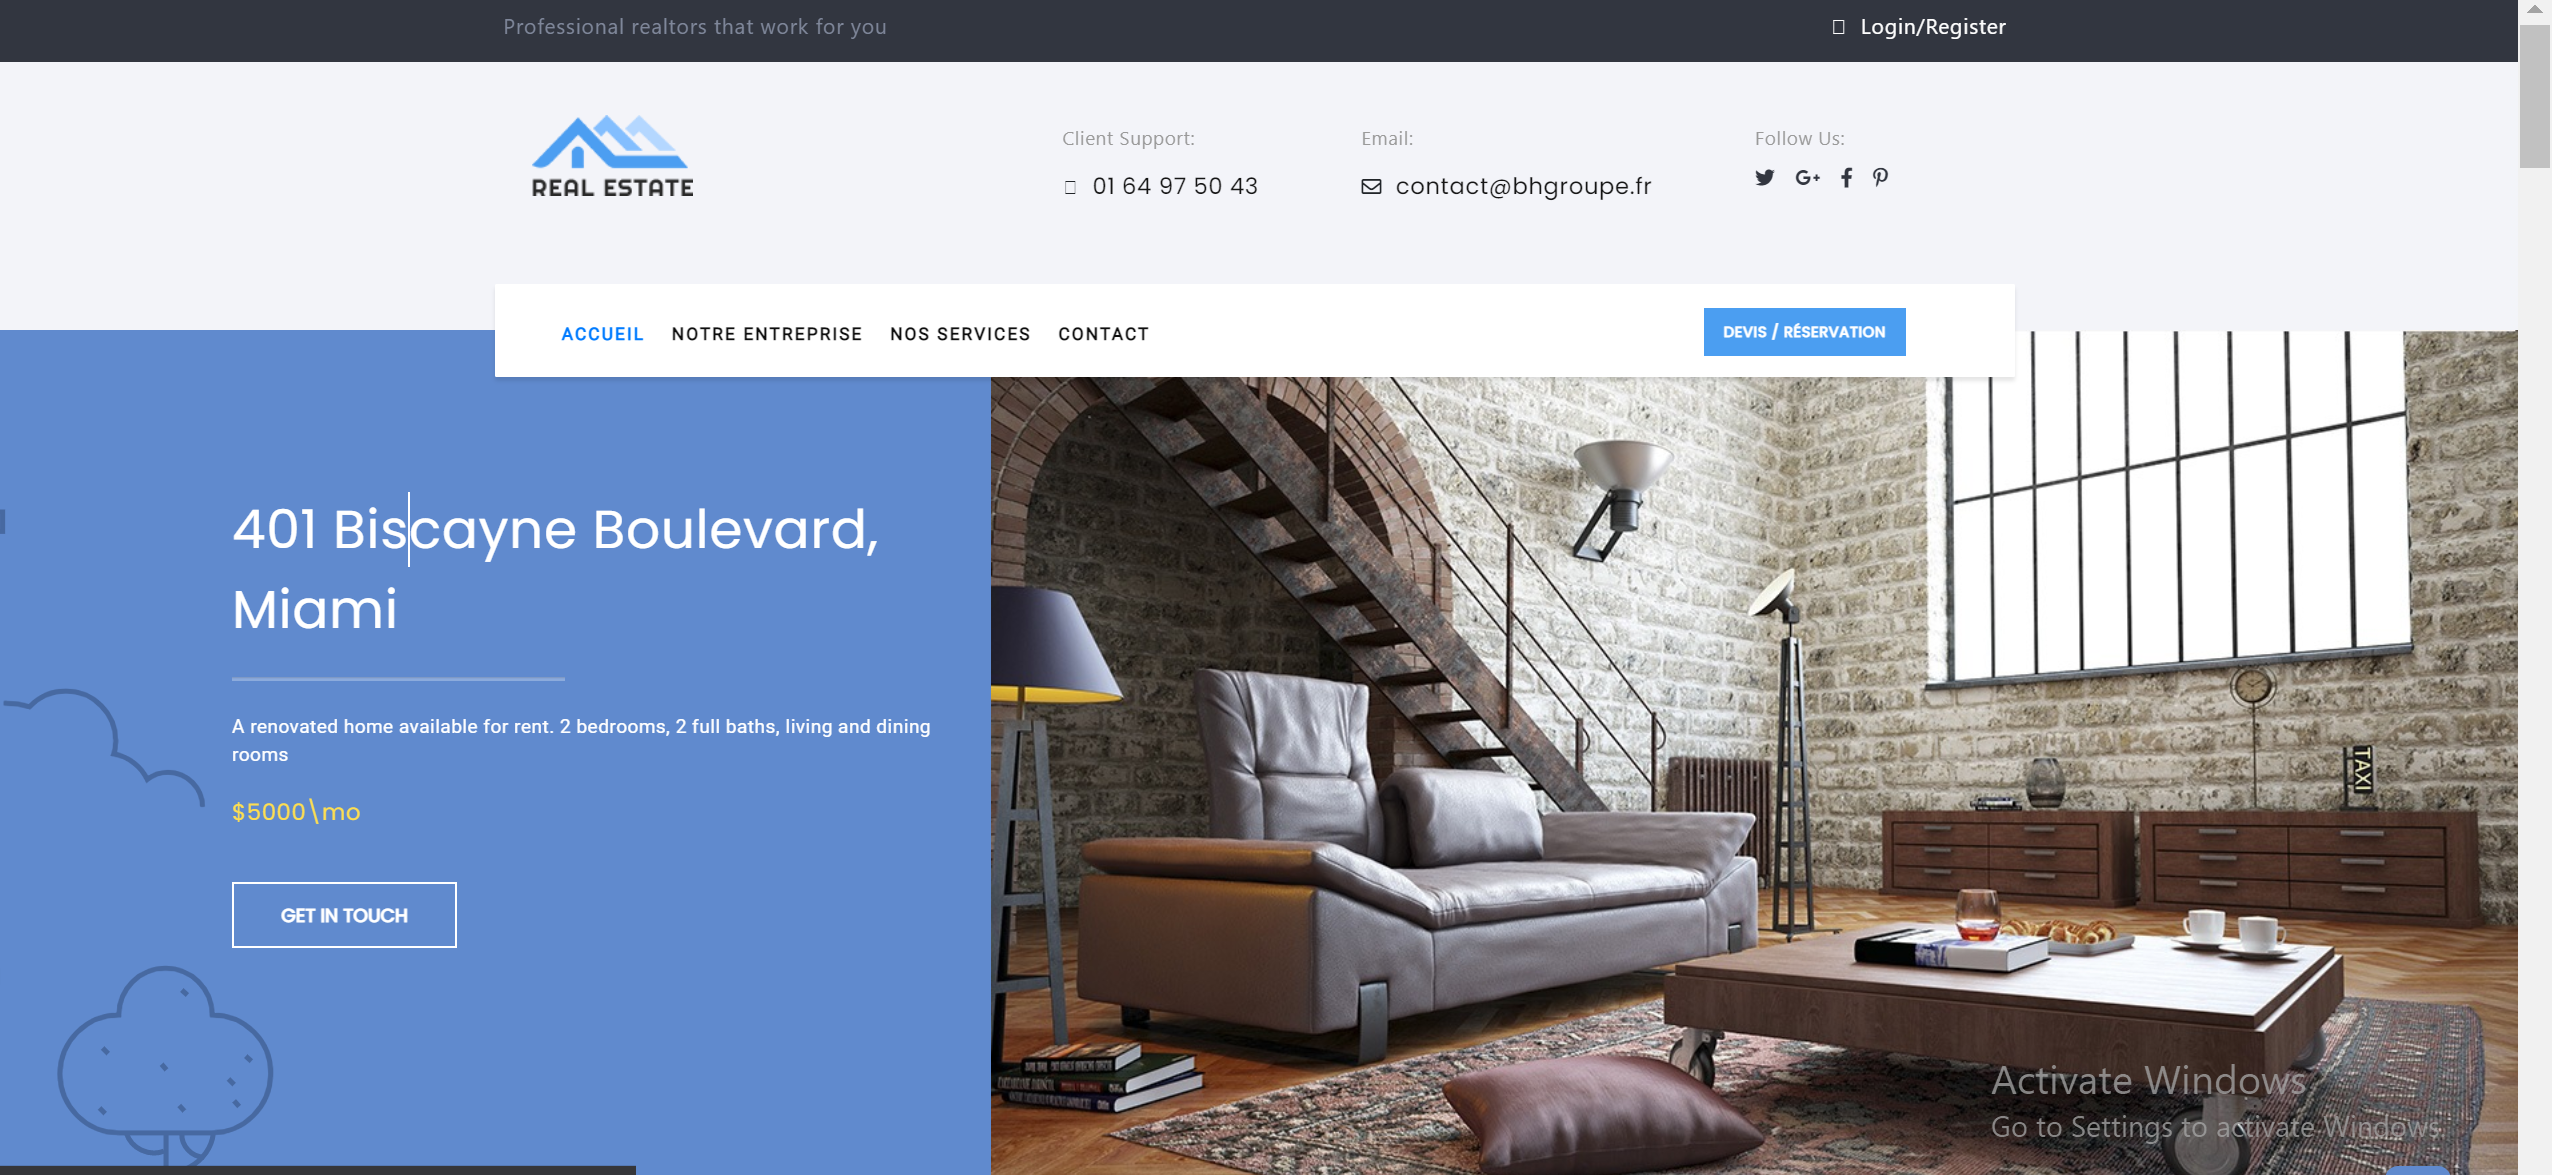 Professional realtors that work for you
Login/Register
REAL ESTATE
Client Support:
01 64 97 50 43
Email:
contact@bhgroupe.fr
Follow Us:
ACCUEIL NOTRE ENTREPRISE NOS SERVICES CONTACT
DEVIS / RÉSERVATION
401 Biscayne Boulevard,
Miami
A renovated home available for rent. 2 bedrooms, 2 full baths, living and dining
rooms
$5000\mo
GET IN TOUCH
TAXI
Activate Windows
Go to Settings to activate Windows.